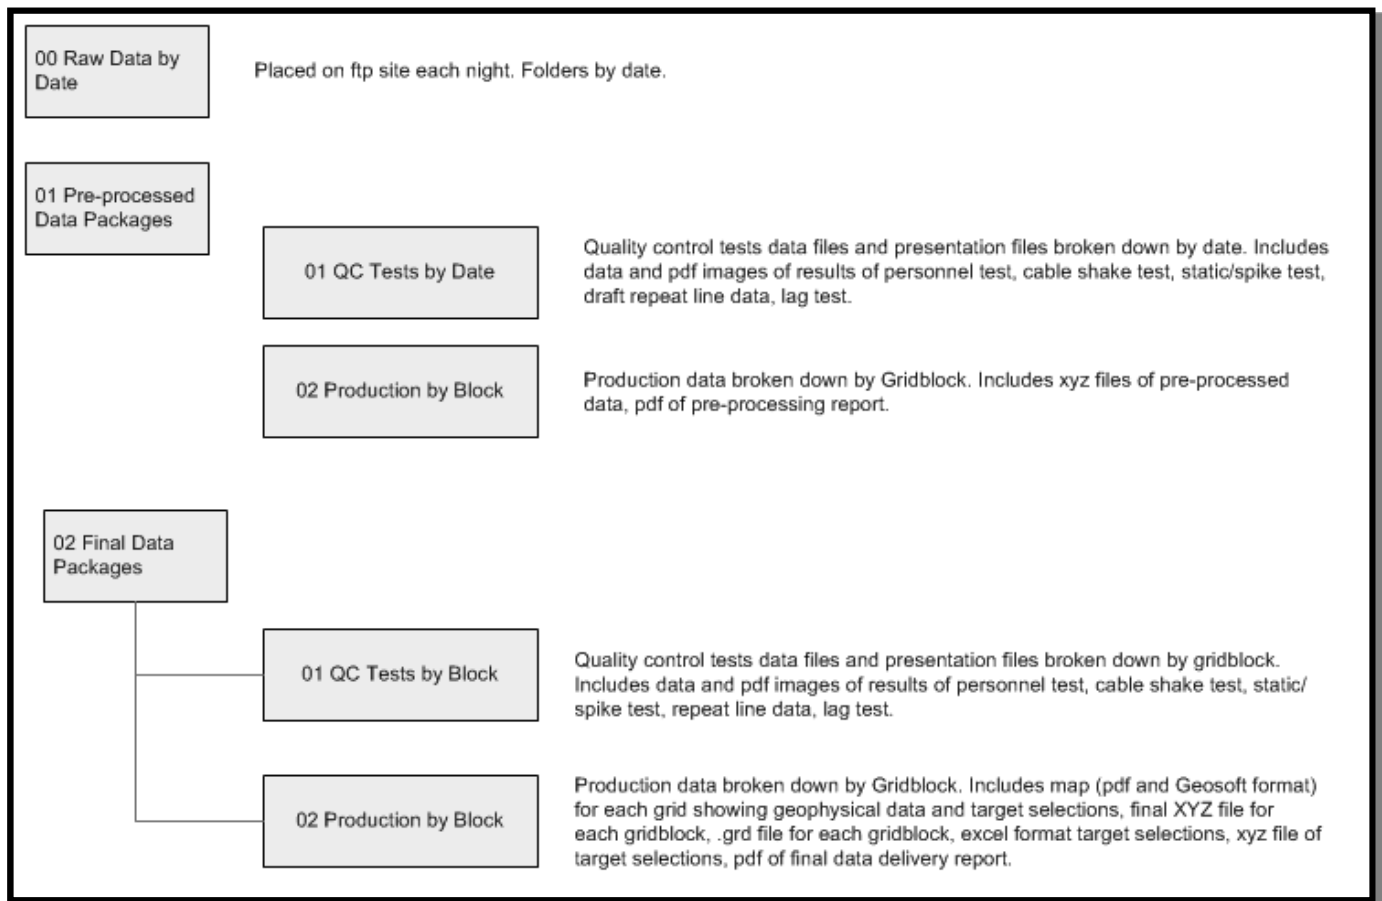 00 Raw Data by
Date
Placed on ftp site each night. Folders by date.
01 Pre-processed
Data Packages
01 QC Tests by Date
Quality control tests data files and presentation files broken down by date. Includes
data and pdf images of results of personnel test, cable shake test, static/spike test,
draft repeat line data, lag test.
02 Production by Block
Production data broken down by Gridblock. Includes xyz files of pre-processed
data, pdf of pre-processing report.
02 Final Data
Packages
01 QC Tests by Block
Quality control tests data files and presentation files broken down by gridblock.
Includes data and pdf images of results of personnel test, cable shake test, static/
spike test, repeat line data, lag test.
02 Production by Block
Production data broken down by Gridblock. Includes map (pdf and Geosoft format)
for each grid showing geophysical data and target selections, final XYZ file for
each gridblock, .grd file for each gridblock, excel format target selections, xyz file of
target selections, pdf of final data delivery report.